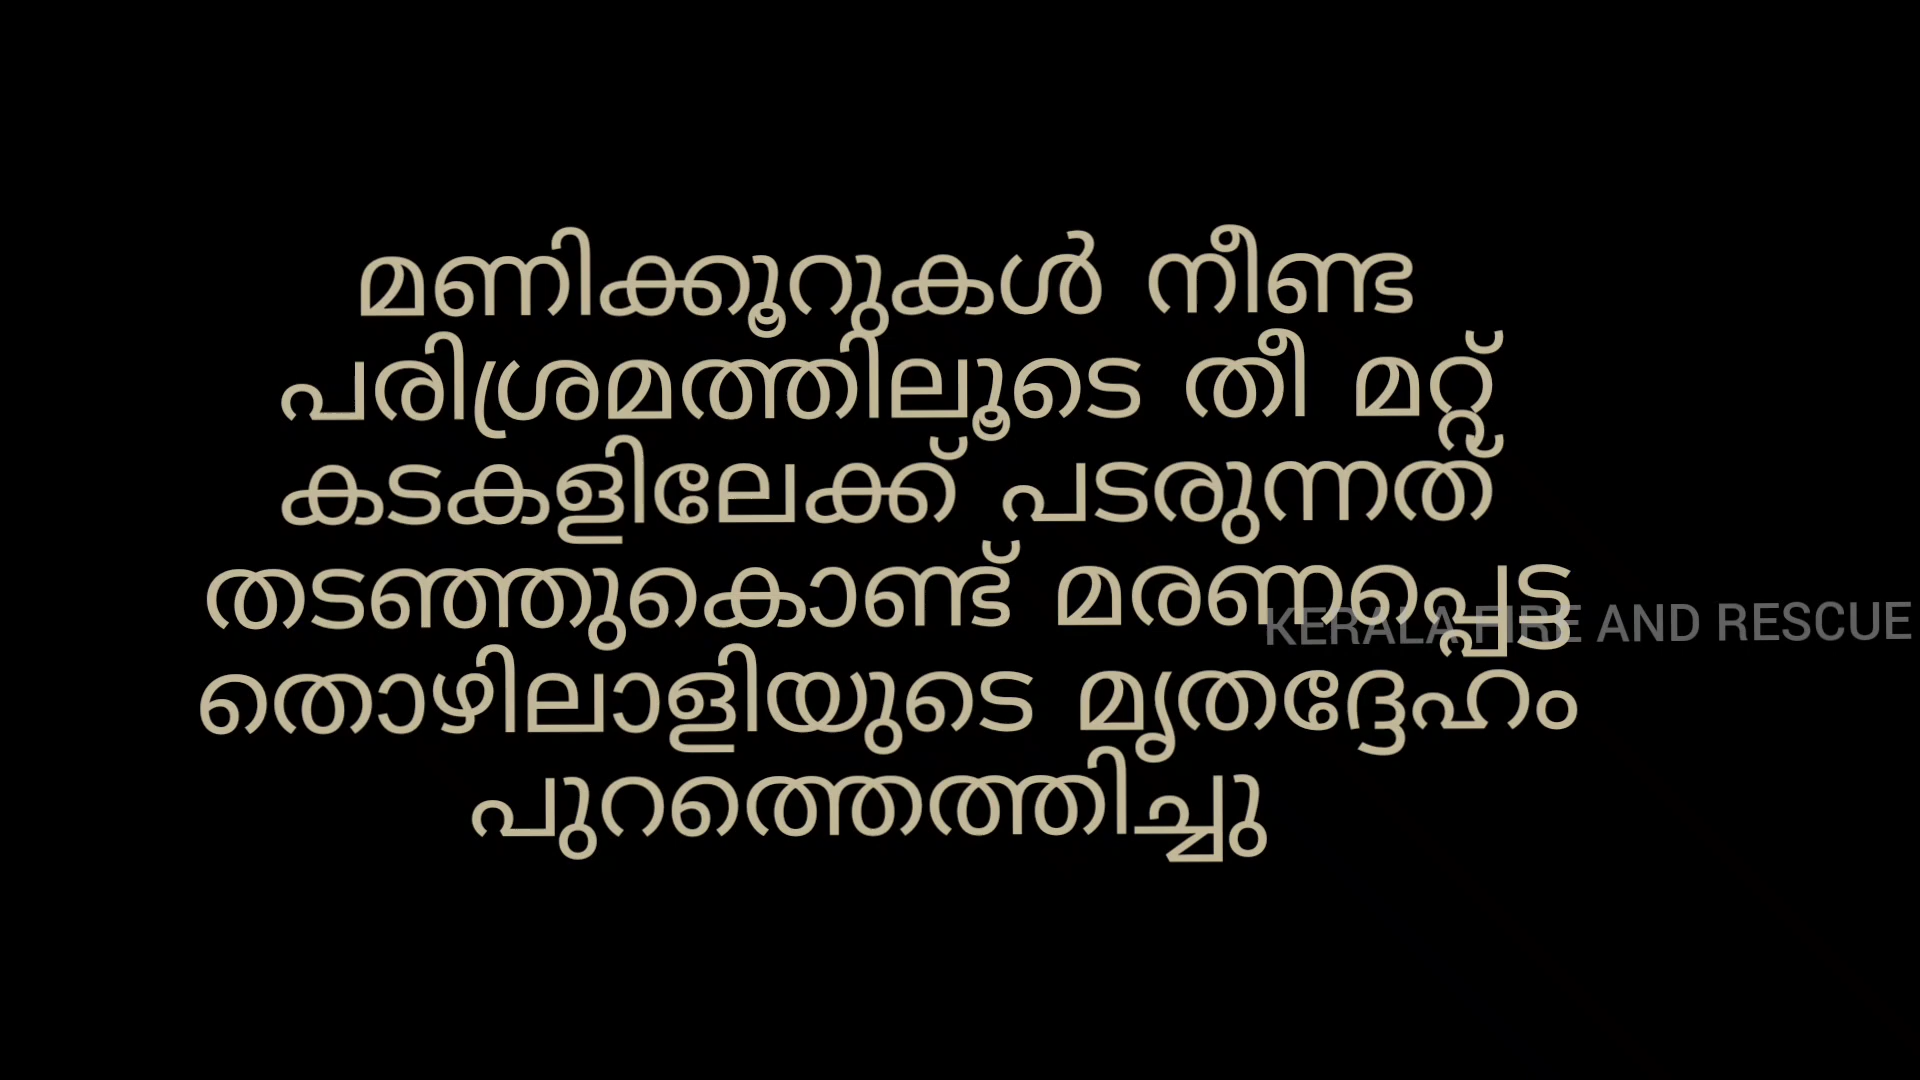 മണിക്കൂറുകൾ നീണ്ട
പരിശ്രമത്തിലൂടെ തീ മറ്റ്
കടകളിലേക്ക് പടരുന്നത്
തടഞ്ഞുകൊണ്ട് മരണപ്പെട്ട
KERALA FIRE AND RESCUE
തൊഴിലാളിയുടെ മൃതദ്ദേഹം
പുറത്തെത്തിച്ചു